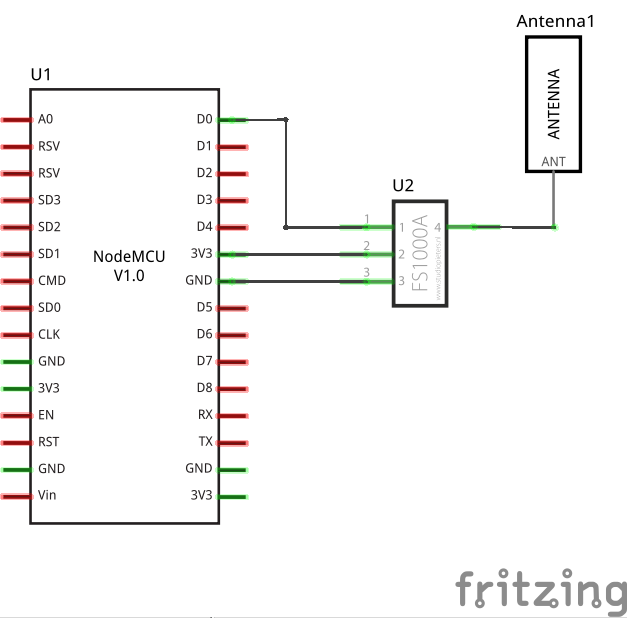 Antenna1
ANTENNA
ANT
U1
A0
RSV
RSV
SD3
SD2
SD1
CMD
SD0
CLK
GND
3V3
EN
RST
GND
Vin
NodeMCU
V1.0
D0
D1
D2
D3
D4
3V3
GND
D5
D6
D7
D8
RX
TX
GND
3V3
U2
1
2
3
1
2
3
4
FS1000A
fritzing